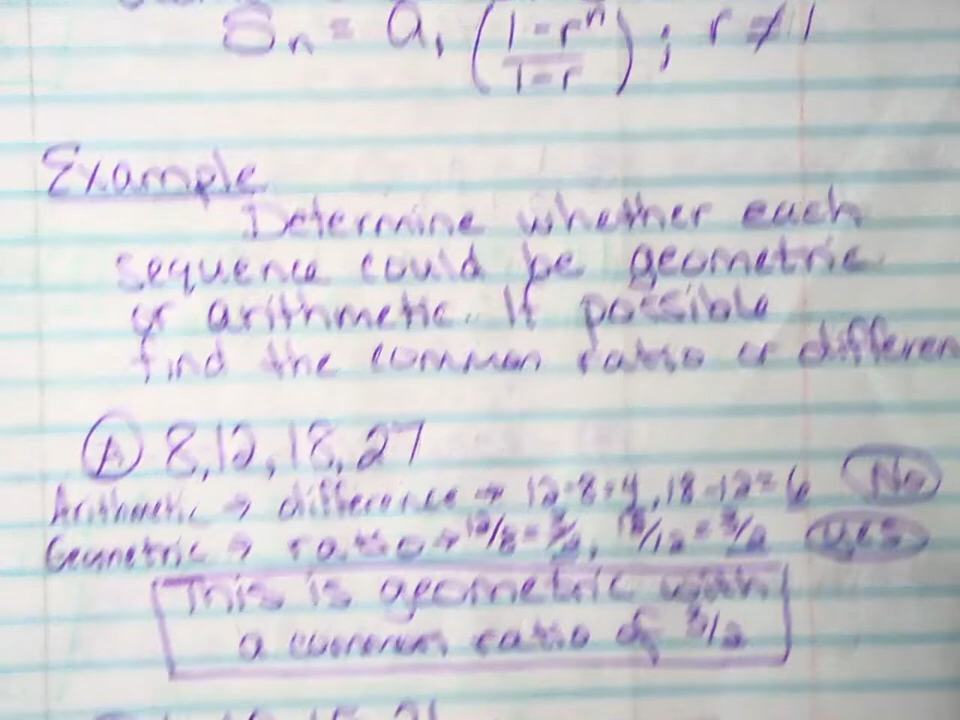 Sn = a₁ (1-rⁿ/1-r) ; r ≠ 1
Example
Determine whether each
sequence could be geometric
or arithmetic. If possible
find the common ratio or differen
Ⓐ 8, 12, 18, 27
Arithmetic → difference → 12-8=4, 18-12=6 No
Geometric → ratio → 12/8 = 3/2, 18/12 = 3/2 yes
This is geometric with
a common ratio of 3/2